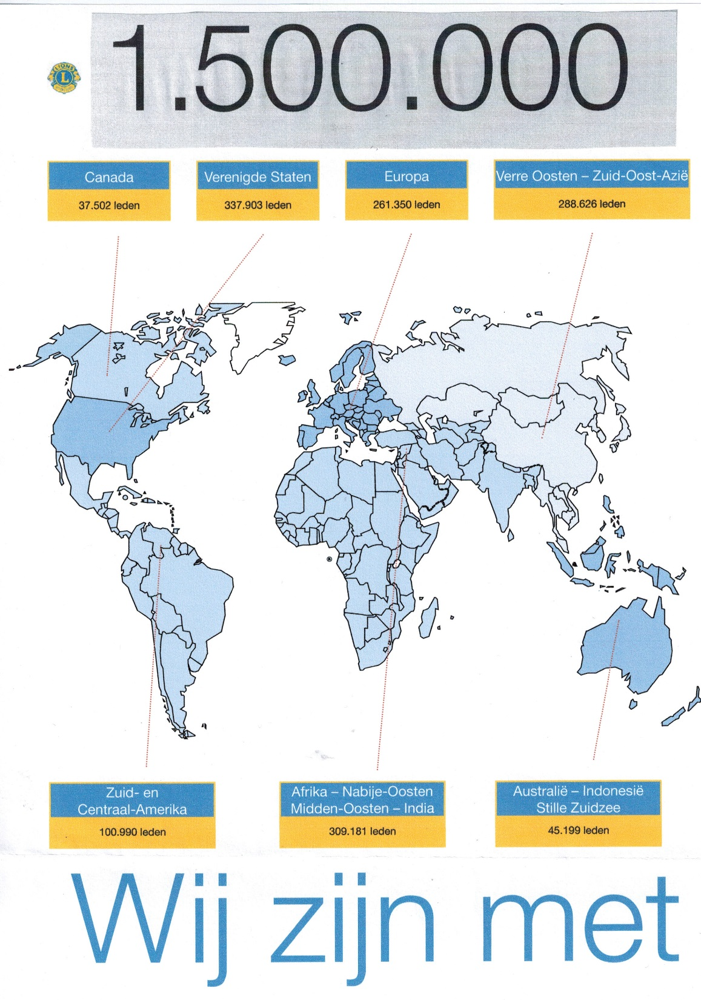 1.500.000
LIONS
L
Canada
37.502 leden
Verenigde Staten
337.903 leden
Europa
261.350 leden
Verre Oosten – Zuid-Oost-Azië
288.626 leden
Zuid- en
Centraal-Amerika
100.990 leden
Afrika – Nabije-Oosten
Midden-Oosten – India
309.181 leden
Australië – Indonesië
Stille Zuidzee
45.199 leden
Wij zijn met